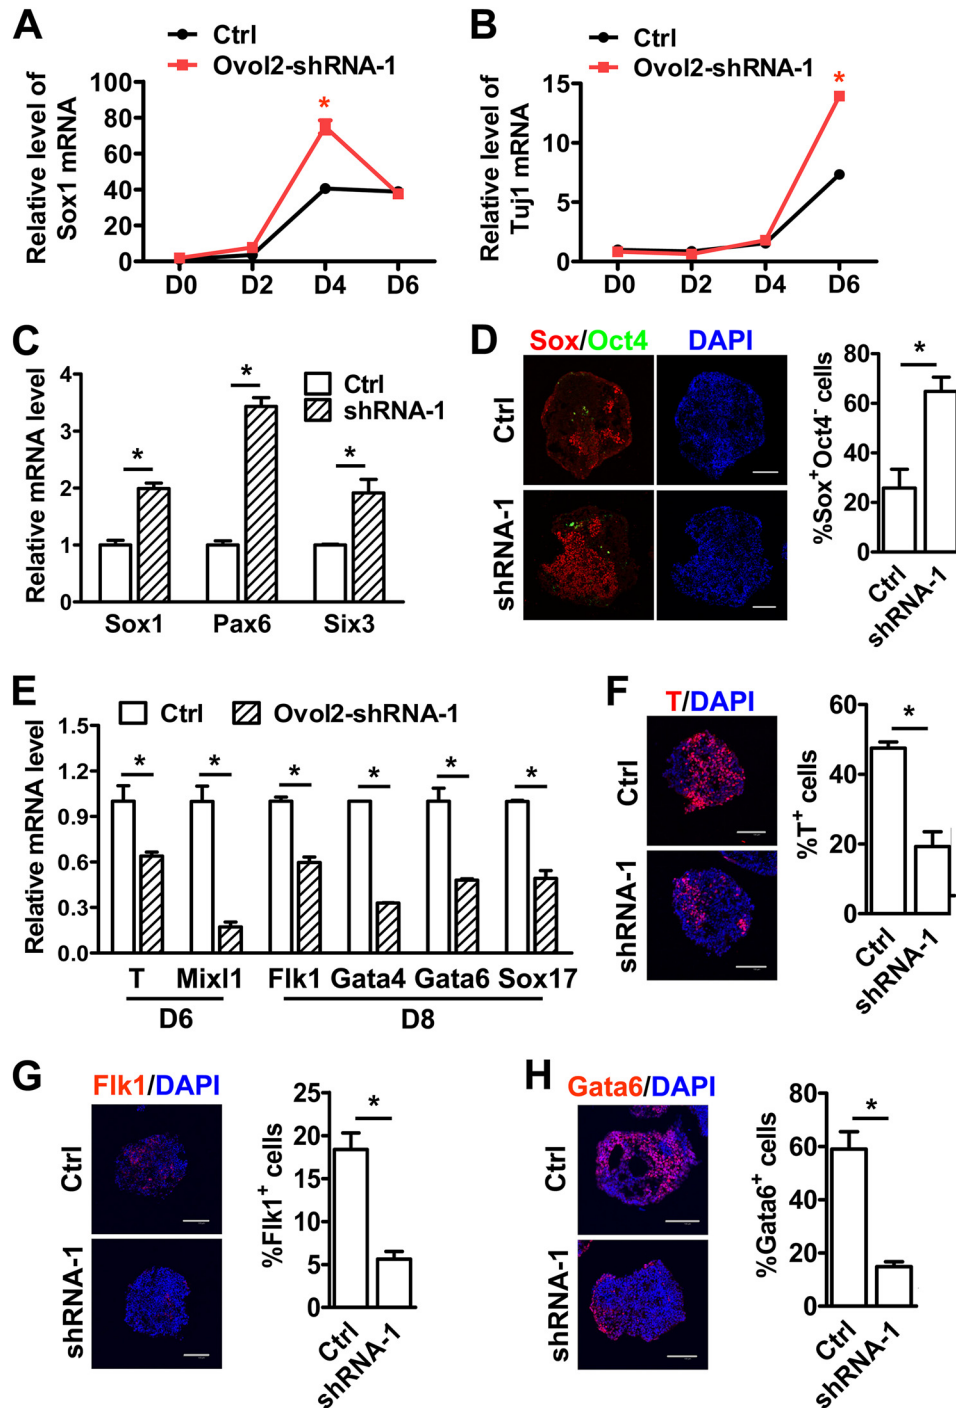 A
Ctrl
Ovol2-shRNA-1
Relative level of
Sox1 mRNA
100
80
60
40
20
0
*
D0 D2 D4 D6
B
Ctrl
Ovol2-shRNA-1
Relative level of
Tuj1 mRNA
15
10
5
0
*
D0 D2 D4 D6
C
Ctrl
shRNA-1
Relative mRNA level
4
3
2
1
0
* * *
Sox1 Pax6 Six3
D
Sox/Oct4 DAPI
Ctrl
shRNA-1
%Sox+Oct4- cells
80
60
40
20
0
*
Ctrl
shRNA-1
E
Ctrl Ovol2-shRNA-1
Relative mRNA level
1.5
1.2
0.9
0.6
0.3
0.0
* * * * * *
T Mixl1 Flk1 Gata4 Gata6 Sox17
D6 D8
F
T/DAPI
Ctrl
shRNA-1
%T+ cells
60
40
20
0
*
Ctrl
shRNA-1
G
Flk1/DAPI
Ctrl
shRNA-1
%Flk1+ cells
25
20
15
10
5
0
*
Ctrl
shRNA-1
H
Gata6/DAPI
Ctrl
shRNA-1
%Gata6+ cells
80
60
40
20
0
*
Ctrl
shRNA-1